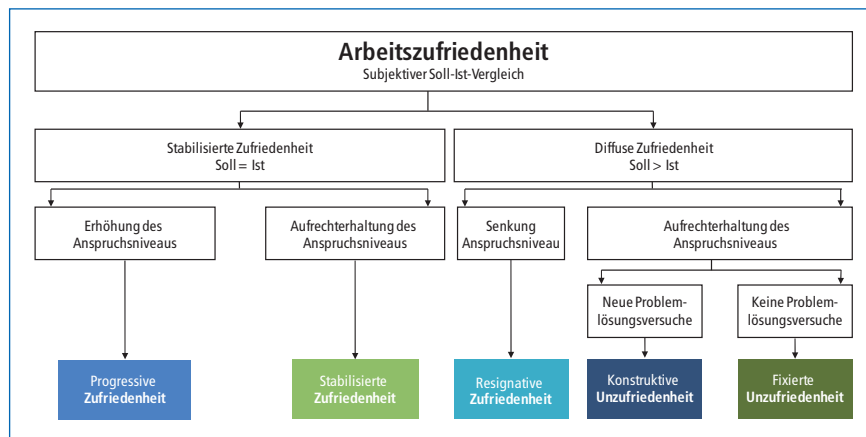 Arbeitszufriedenheit
Subjektiver Soll-Ist-Vergleich
Stabilisierte Zufriedenheit
Soll = Ist
Diffuse Zufriedenheit
Soll > Ist
Erhöhung des
Anspruchsniveaus
Aufrechterhaltung des
Anspruchsniveaus
Senkung
Anspruchsniveau
Aufrechterhaltung des
Anspruchsniveaus
Neue Problem-
lösungsversuche
Keine Problem-
lösungsversuche
Progressive
Zufriedenheit
Stabilisierte
Zufriedenheit
Resignative
Zufriedenheit
Konstruktive
Unzufriedenheit
Fixierte
Unzufriedenheit